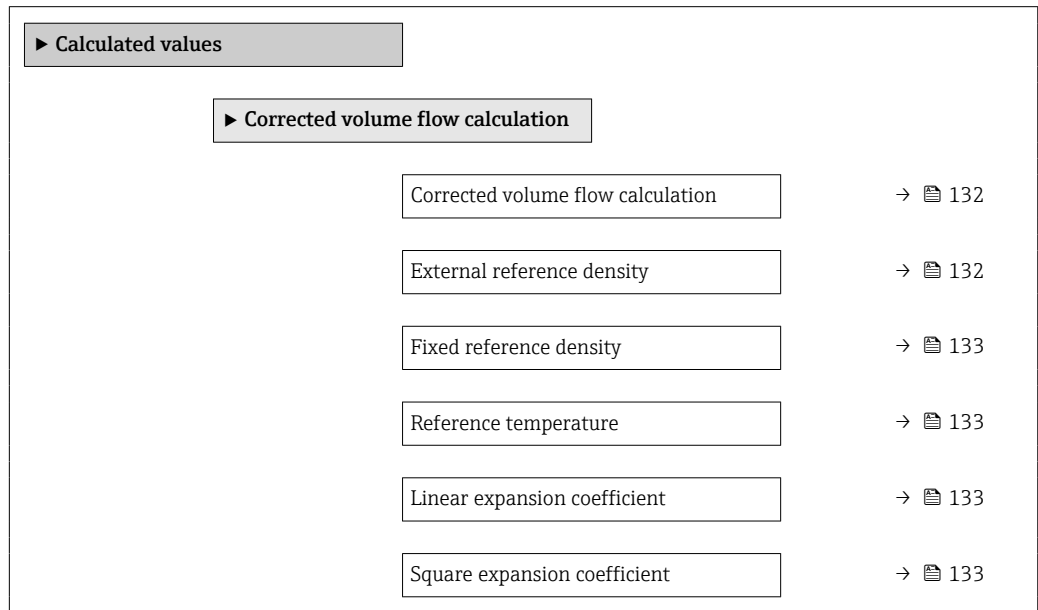 ▶ Calculated values
▶ Corrected volume flow calculation
Corrected volume flow calculation → 132
External reference density → 132
Fixed reference density → 133
Reference temperature → 133
Linear expansion coefficient → 133
Square expansion coefficient → 133